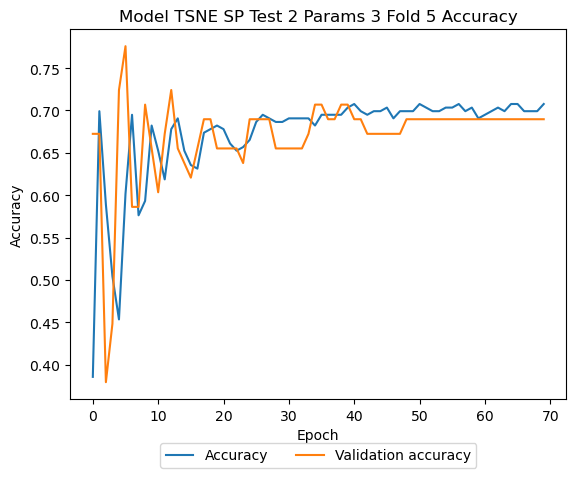 Model TSNE SP Test 2 Params 3 Fold 5 Accuracy
Accuracy
0.75
0.70
0.65
0.60
0.55
0.50
0.45
0.40
0 10 20 30 40 50 60 70
Epoch
Accuracy Validation accuracy